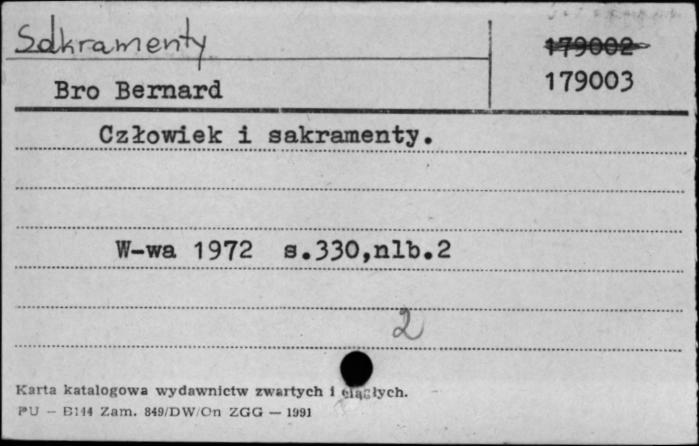 Sakramenty
179002
Bro Bernard
179003
Człowiek i sakramenty.
W-wa 1972 s.330,nlb.2
2
Karta katalogowa wydawnictw zwartych i ciągłych.
PU — B144 Zam. 849/DW/On ZGG — 1991